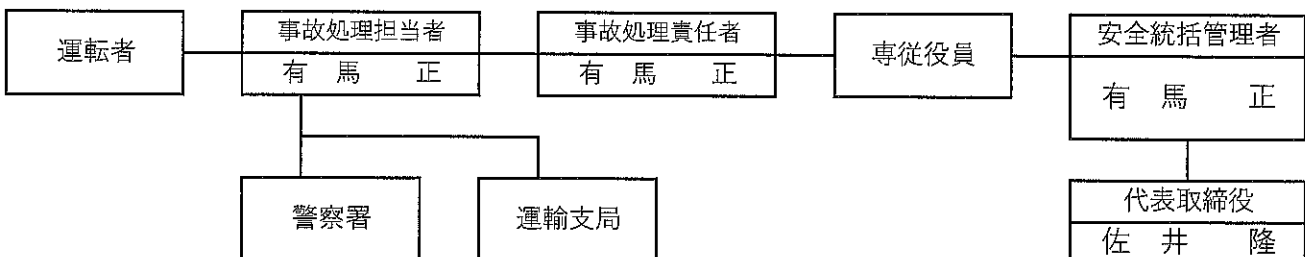 運転者
事故処理担当者
有 馬 正
事故処理責任者
有 馬 正
専従役員
安全統括管理者
有 馬 正
警察署
運輸支局
代表取締役
佐 井 隆